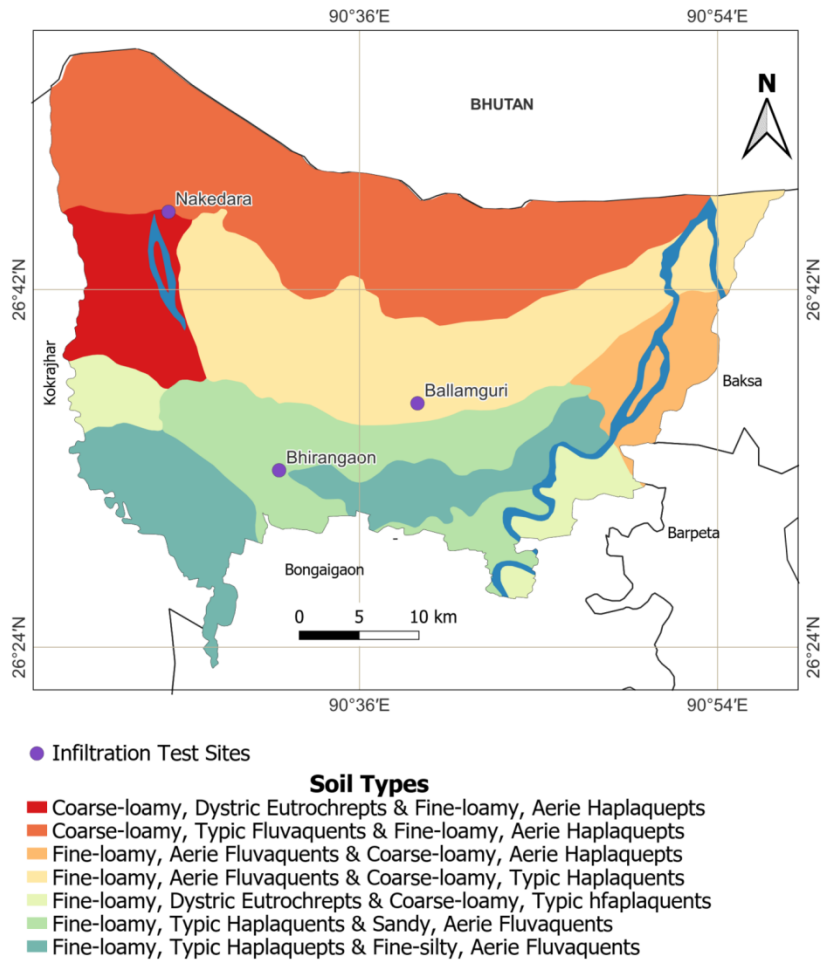 90°36′E 90°54′E
BHUTAN
N
Nakedara
26°42′N 26°42′N
Kokrajhar
Ballamguri
Baksa
Bhirangaon
Barpeta
Bongaigaon
0 5 10 km
26°24′N 26°24′N
90°36′E 90°54′E
Infiltration Test Sites
Soil Types
Coarse-loamy, Dystric Eutrochrepts & Fine-loamy, Aerie Haplaquepts
Coarse-loamy, Typic Fluvaquents & Fine-loamy, Aerie Haplaquepts
Fine-loamy, Aerie Fluvaquents & Coarse-loamy, Aerie Haplaquepts
Fine-loamy, Aerie Fluvaquents & Coarse-loamy, Typic Haplaquents
Fine-loamy, Dystric Eutrochrepts & Coarse-loamy, Typic hfaplaquents
Fine-loamy, Typic Haplaquents & Sandy, Aerie Fluvaquents
Fine-loamy, Typic Haplaquepts & Fine-silty, Aerie Fluvaquents